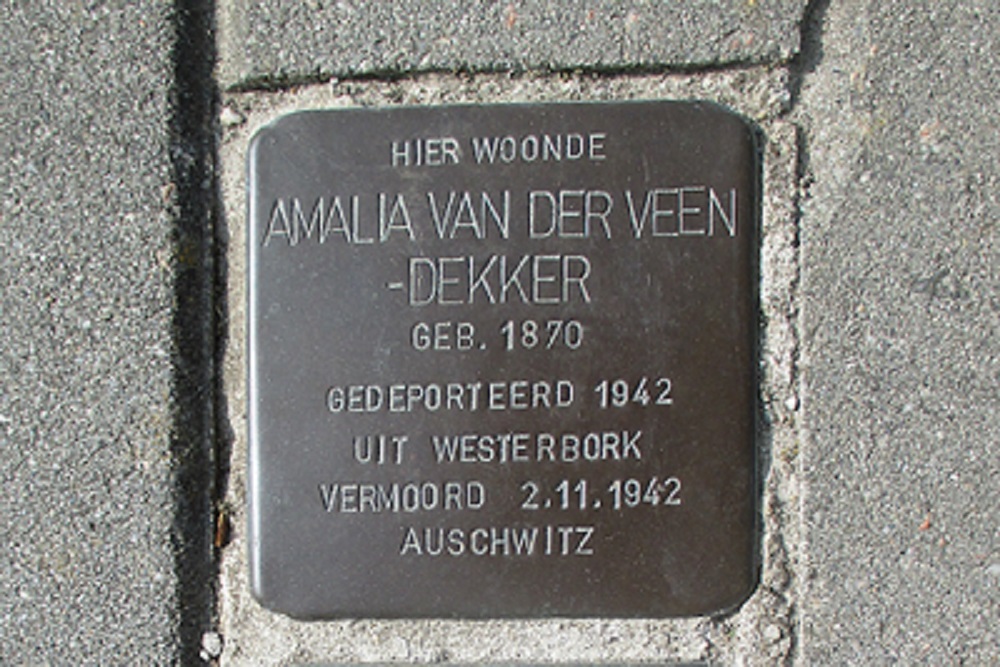 HIER WOONDE
AMALIA VAN DER VEEN
-DEKKER
GEB. 1870
GEDEPORTEERD 1942
UIT WESTERBORK
VERMOORD 2.11.1942
AUSCHWITZ